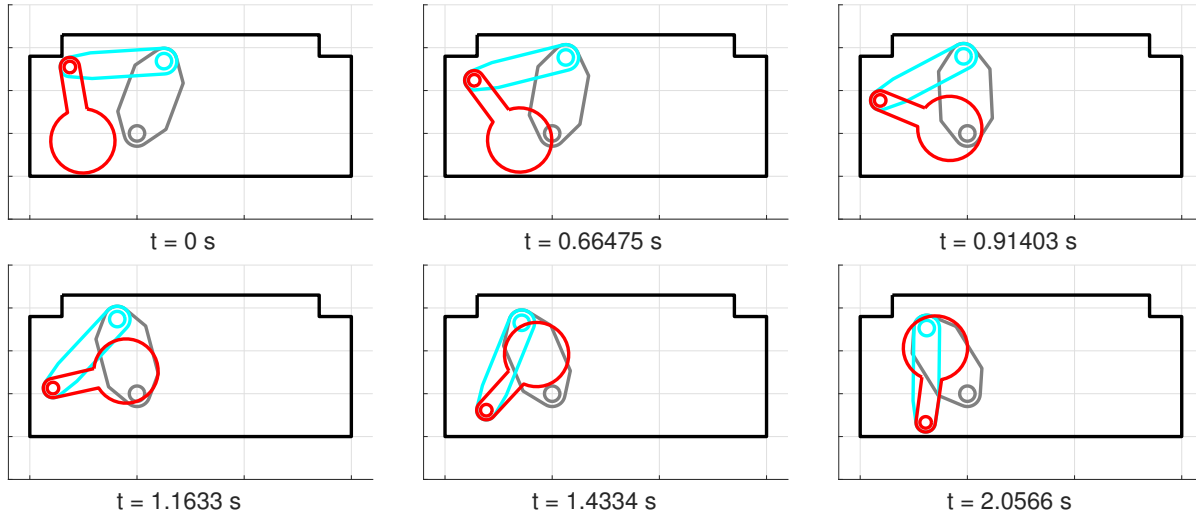 t = 0 s
t = 0.66475 s
t = 0.91403 s
t = 1.1633 s
t = 1.4334 s
t = 2.0566 s